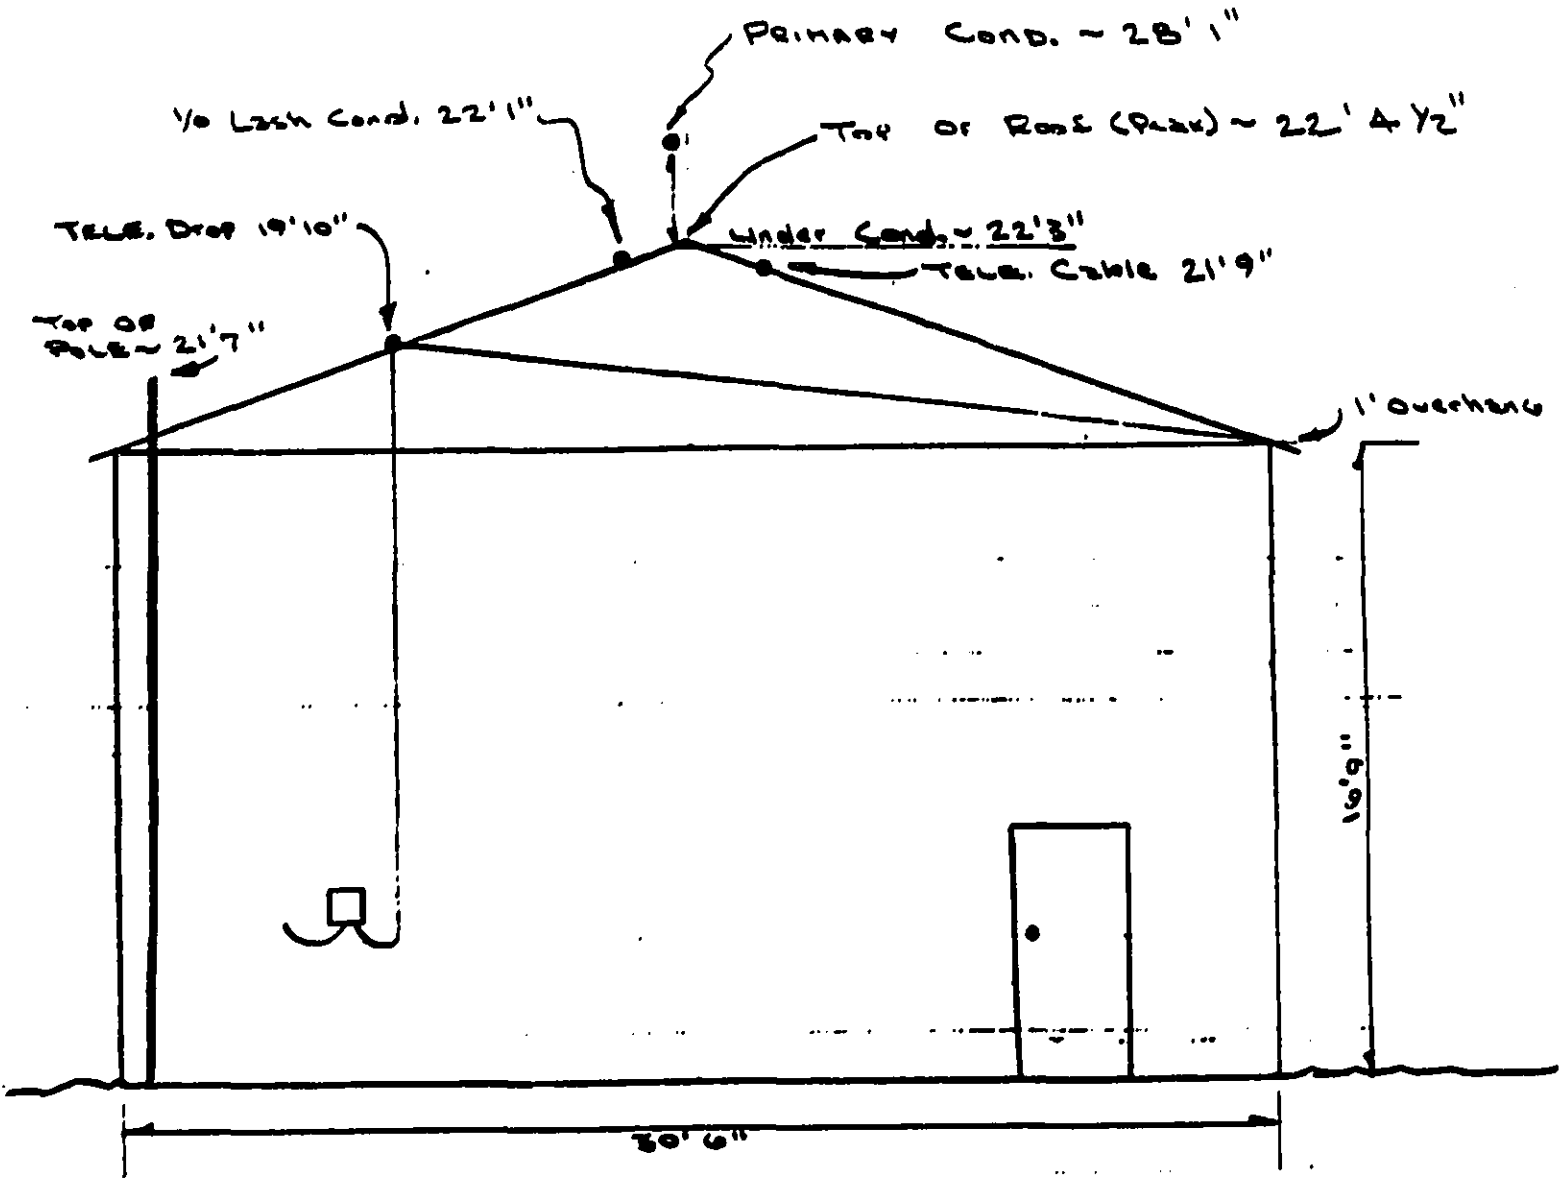 PRIMARY COND. ~ 28' 1"
1/0 Lash Cond. 22'1"
Top OF Roof (Peak) ~ 22' 4 1/2"
TELE. Drop 19'10"
Under Cond. ~ 22'3"
TELE. Cable 21'9"
Top OF
POLE ~ 21'7"
1' Overhang
16'9"
30' 6"